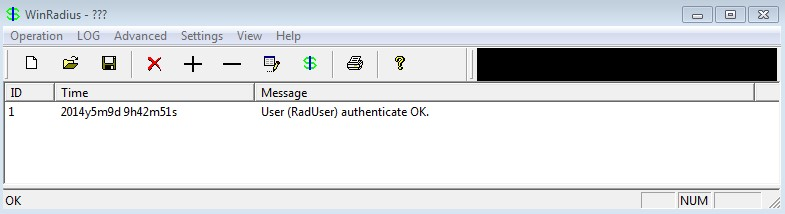 WinRadius - ???
Operation LOG Advanced Settings View Help
ID Time Message
1 2014y5m9d 9h42m51s User (RadUser) authenticate OK.
OK NUM